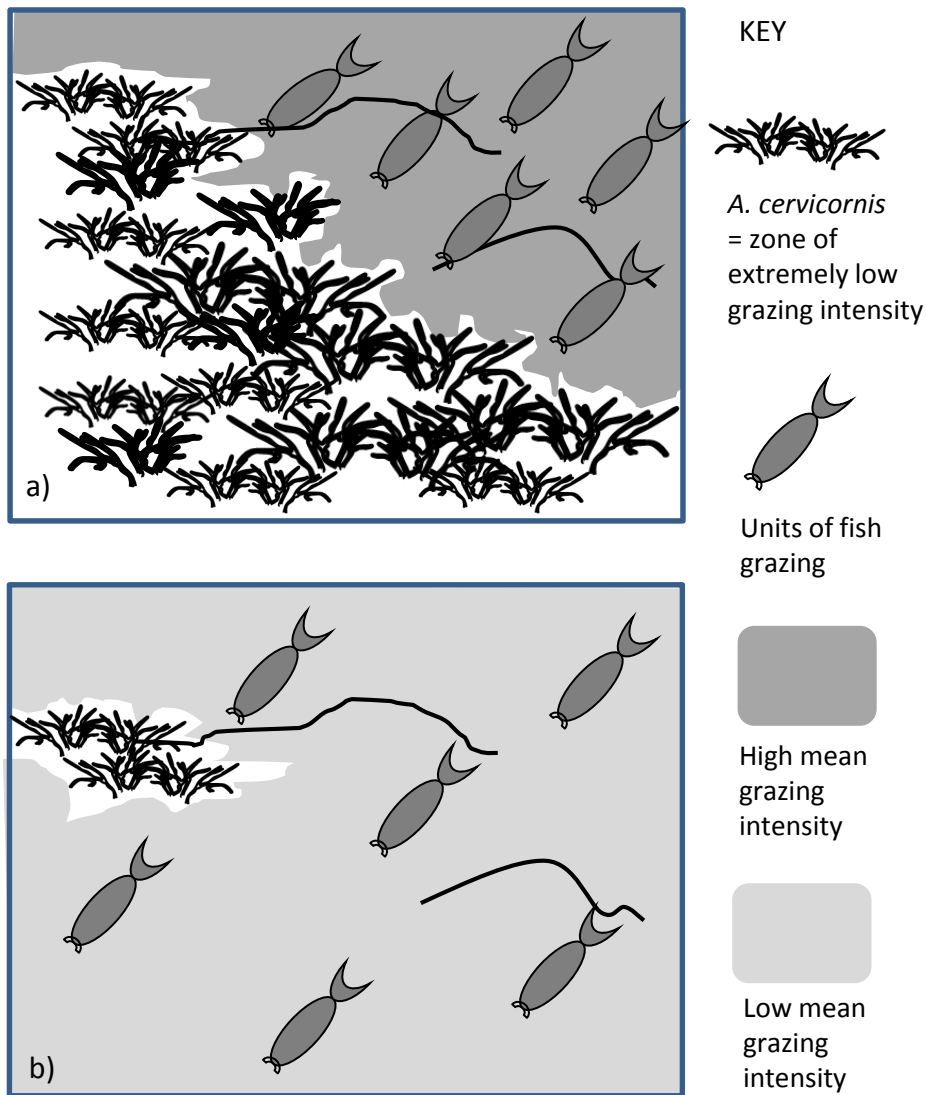 KEY
A. cervicornis
= zone of
extremely low
grazing intensity
a)
Units of fish
grazing
High mean
grazing
intensity
Low mean
grazing
intensity
b)